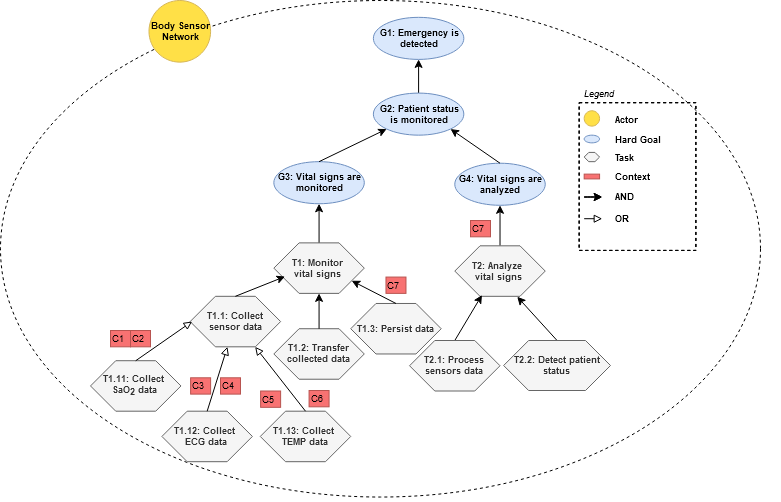 Body Sensor
Network
G1: Emergency is
detected
G2: Patient status
is monitored
G3: Vital signs are
monitored
G4: Vital signs are
analyzed
Legend
Actor
Hard Goal
Task
Context
AND
OR
C7
T1: Monitor
vital signs
T2: Analyze
vital signs
C7
T1.1: Collect
sensor data
T1.3: Persist data
T1.2: Transfer
collected data
C1 C2
T1.11: Collect
SaO2 data
C3 C4
C5 C6
T1.12: Collect
ECG data
T1.13: Collect
TEMP data
T2.1: Process
sensors data
T2.2: Detect patient
status